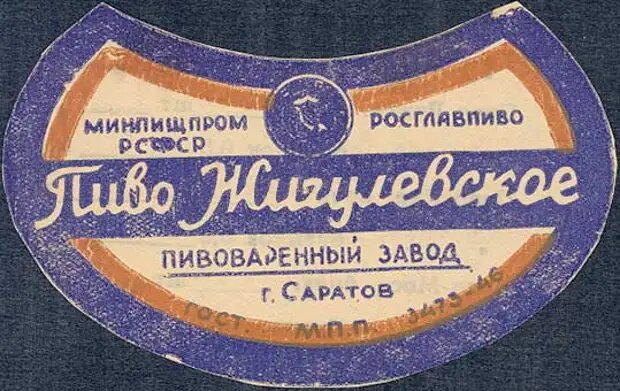 МИНПИЩПРОМ РОСГЛАВПИВО
РСФСР
Пиво Жигулевское
ПИВОВАРЕННЫЙ ЗАВОД
г. САРАТОВ
ГОСТ. М.П.П. 3473-46